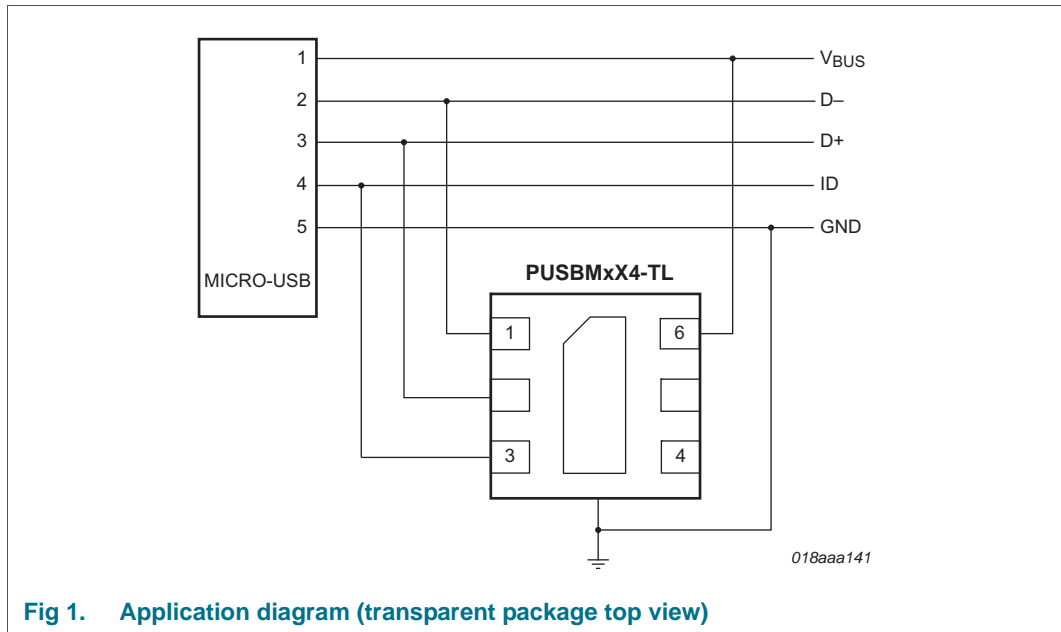 1 V_BUS
2 D–
3 D+
4 ID
5 GND
MICRO-USB
PUSBMxX4-TL
1 6
3 4
018aaa141
Fig 1. Application diagram (transparent package top view)